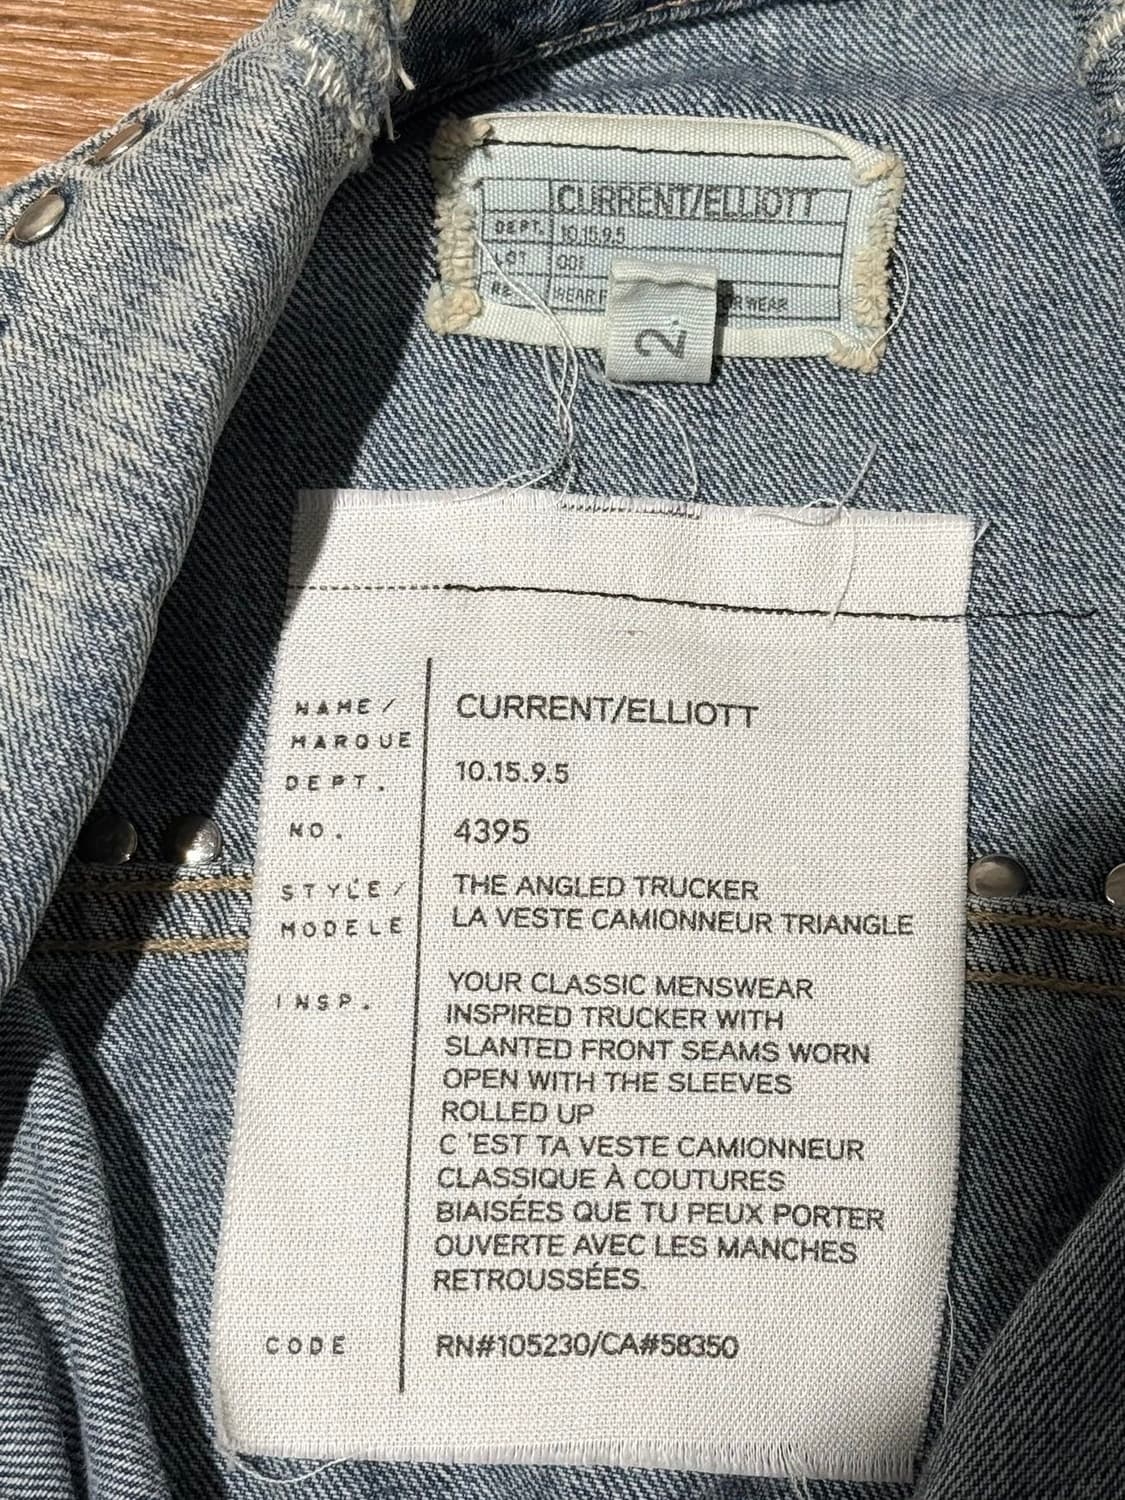 CURRENT/ELLIOTT
DEPT. 10.15.9.5
LOT 001
WEAR
2.
NAME/ CURRENT/ELLIOTT
MARQUE
DEPT. 10.15.9.5
NO. 4395
STYLE/ THE ANGLED TRUCKER
MODELE LA VESTE CAMIONNEUR TRIANGLE
INSP. YOUR CLASSIC MENSWEAR
INSPIRED TRUCKER WITH
SLANTED FRONT SEAMS WORN
OPEN WITH THE SLEEVES
ROLLED UP
C 'EST TA VESTE CAMIONNEUR
CLASSIQUE À COUTURES
BIAISÉES QUE TU PEUX PORTER
OUVERTE AVEC LES MANCHES
RETROUSSÉES.
CODE RN#105230/CA#58350